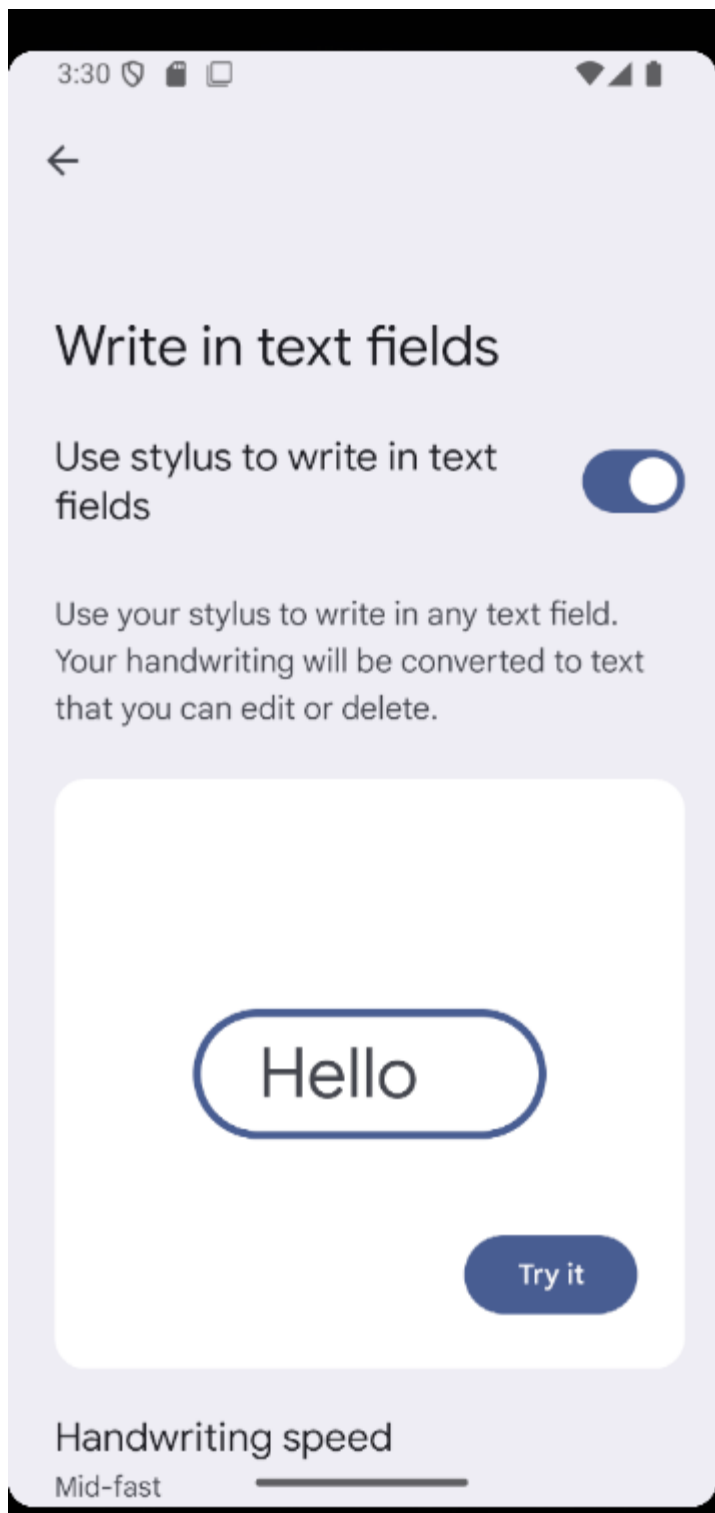 3:30
Write in text fields
Use stylus to write in text
fields
Use your stylus to write in any text field.
Your handwriting will be converted to text
that you can edit or delete.
Hello
Try it
Handwriting speed
Mid-fast